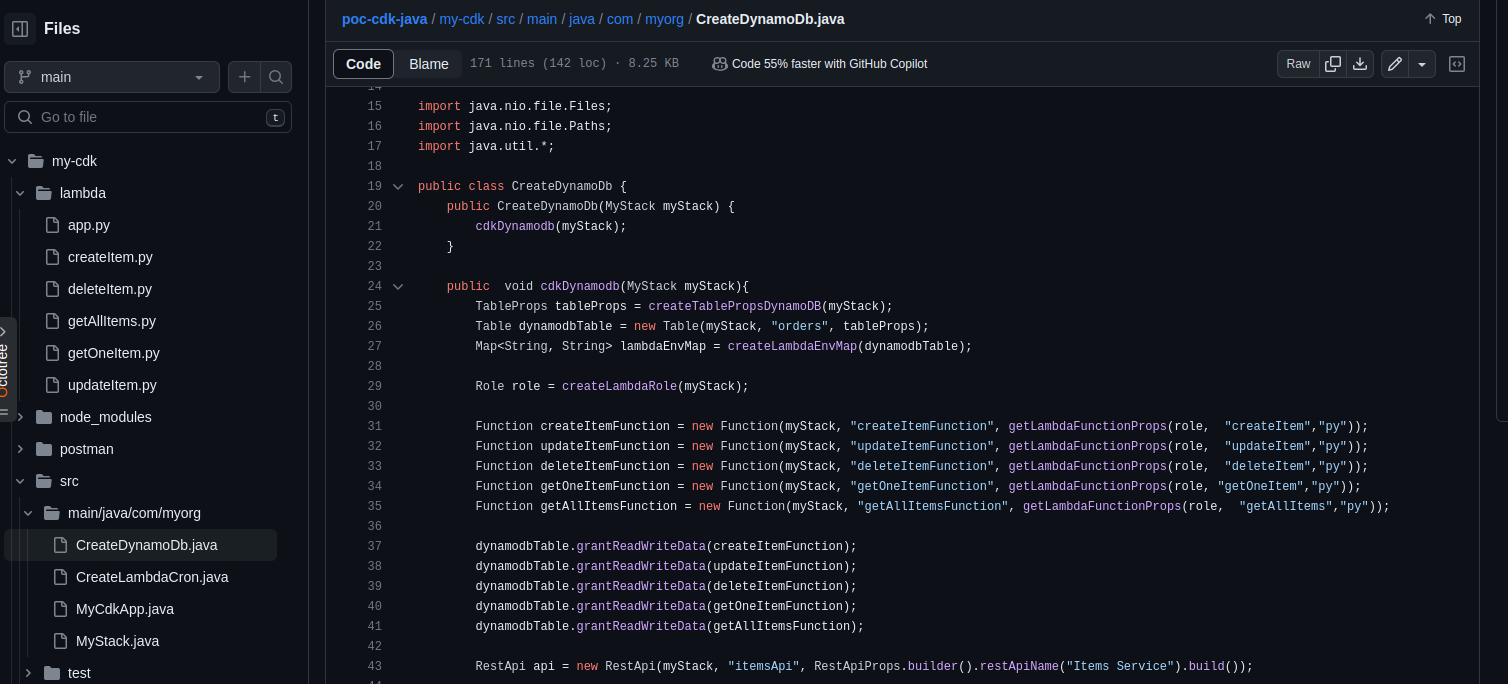 Files
main
Go to file
t
my-cdk
lambda
app.py
createItem.py
deleteItem.py
getAllItems.py
getOneItem.py
updateItem.py
node_modules
postman
src
main/java/com/myorg
CreateDynamoDb.java
CreateLambdaCron.java
MyCdkApp.java
MyStack.java
test
Octotree
poc-cdk-java / my-cdk / src / main / java / com / myorg / CreateDynamoDb.java
Top
Code Blame 171 lines (142 loc) · 8.25 KB Code 55% faster with GitHub Copilot Raw
14
15 import java.nio.file.Files;
16 import java.nio.file.Paths;
17 import java.util.*;
18
19 public class CreateDynamoDb {
20     public CreateDynamoDb(MyStack myStack) {
21         cdkDynamodb(myStack);
22     }
23
24     public  void cdkDynamodb(MyStack myStack){
25         TableProps tableProps = createTablePropsDynamoDB(myStack);
26         Table dynamodbTable = new Table(myStack, "orders", tableProps);
27         Map<String, String> lambdaEnvMap = createLambdaEnvMap(dynamodbTable);
28
29         Role role = createLambdaRole(myStack);
30
31         Function createItemFunction = new Function(myStack, "createItemFunction", getLambdaFunctionProps(role,  "createItem","py"));
32         Function updateItemFunction = new Function(myStack, "updateItemFunction", getLambdaFunctionProps(role,  "updateItem","py"));
33         Function deleteItemFunction = new Function(myStack, "deleteItemFunction", getLambdaFunctionProps(role,  "deleteItem","py"));
34         Function getOneItemFunction = new Function(myStack, "getOneItemFunction", getLambdaFunctionProps(role, "getOneItem","py"));
35         Function getAllItemsFunction = new Function(myStack, "getAllItemsFunction", getLambdaFunctionProps(role,  "getAllItems","py"));
36
37         dynamodbTable.grantReadWriteData(createItemFunction);
38         dynamodbTable.grantReadWriteData(updateItemFunction);
39         dynamodbTable.grantReadWriteData(deleteItemFunction);
40         dynamodbTable.grantReadWriteData(getOneItemFunction);
41         dynamodbTable.grantReadWriteData(getAllItemsFunction);
42
43         RestApi api = new RestApi(myStack, "itemsApi", RestApiProps.builder().restApiName("Items Service").build());
44